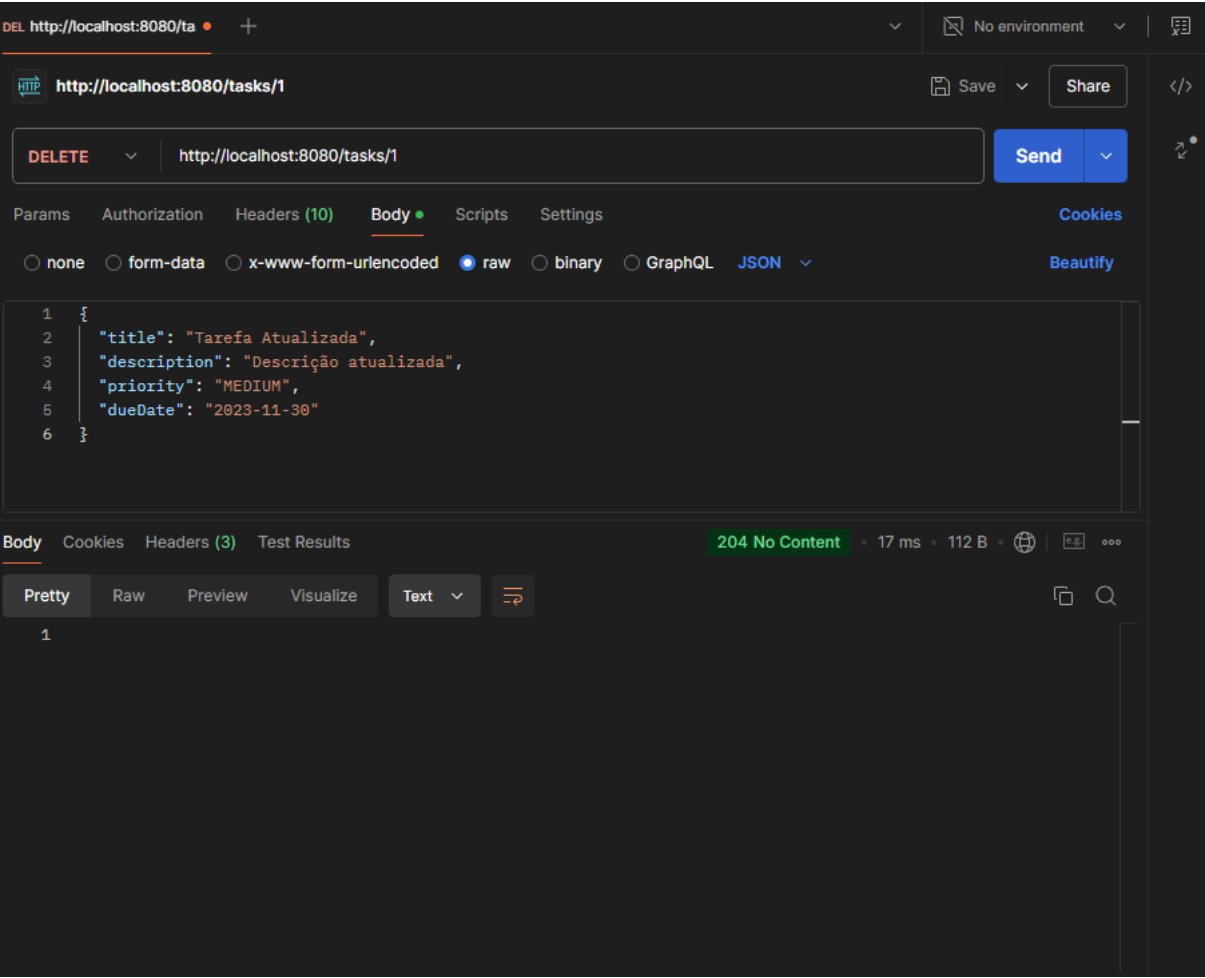 DEL http://localhost:8080/ta
No environment
HTTP http://localhost:8080/tasks/1
Save
Share
DELETE http://localhost:8080/tasks/1
Send
Params Authorization Headers (10) Body Scripts Settings Cookies
none form-data x-www-form-urlencoded raw binary GraphQL JSON Beautify
1 {
2 "title": "Tarefa Atualizada",
3 "description": "Descrição atualizada",
4 "priority": "MEDIUM",
5 "dueDate": "2023-11-30"
6 }
Body Cookies Headers (3) Test Results 204 No Content 17 ms 112 B e.g.
Pretty Raw Preview Visualize Text
1